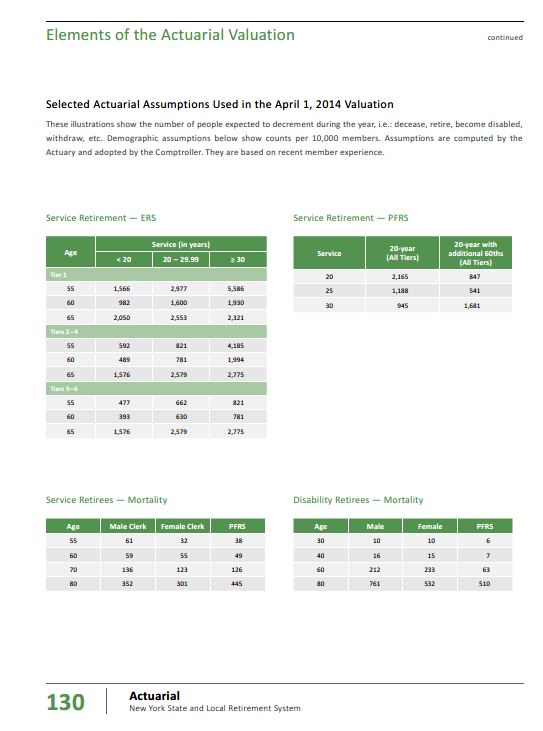 Elements of the Actuarial Valuation
continued
Selected Actuarial Assumptions Used in the April 1, 2014 Valuation
These illustrations show the number of people expected to decrement during the year, i.e.: decease, retire, become disabled,
withdraw, etc. Demographic assumptions below show counts per 10,000 members. Assumptions are computed by the
Actuary and adopted by the Comptroller. They are based on recent member experience.
Service Retirement — ERS
Age Service (in years)
< 20 20 – 29.99 ≥ 30
Tier 1
55 1,566 2,977 5,586
60 982 1,600 1,930
65 2,050 2,553 2,321
Tiers 2–4
55 592 821 4,185
60 489 781 1,994
65 1,576 2,579 2,775
Tiers 5–6
55 477 662 821
60 393 630 781
65 1,576 2,579 2,775
Service Retirement — PFRS
Service 20-year (All Tiers) 20-year with additional 60ths (All Tiers)
20 2,165 847
25 1,188 541
30 945 1,681
Service Retirees — Mortality
Age Male Clerk Female Clerk PFRS
55 61 32 38
60 59 55 49
70 136 123 126
80 352 301 445
Disability Retirees — Mortality
Age Male Female PFRS
30 10 10 6
40 16 15 7
60 212 233 63
80 761 532 510
130
Actuarial
New York State and Local Retirement System